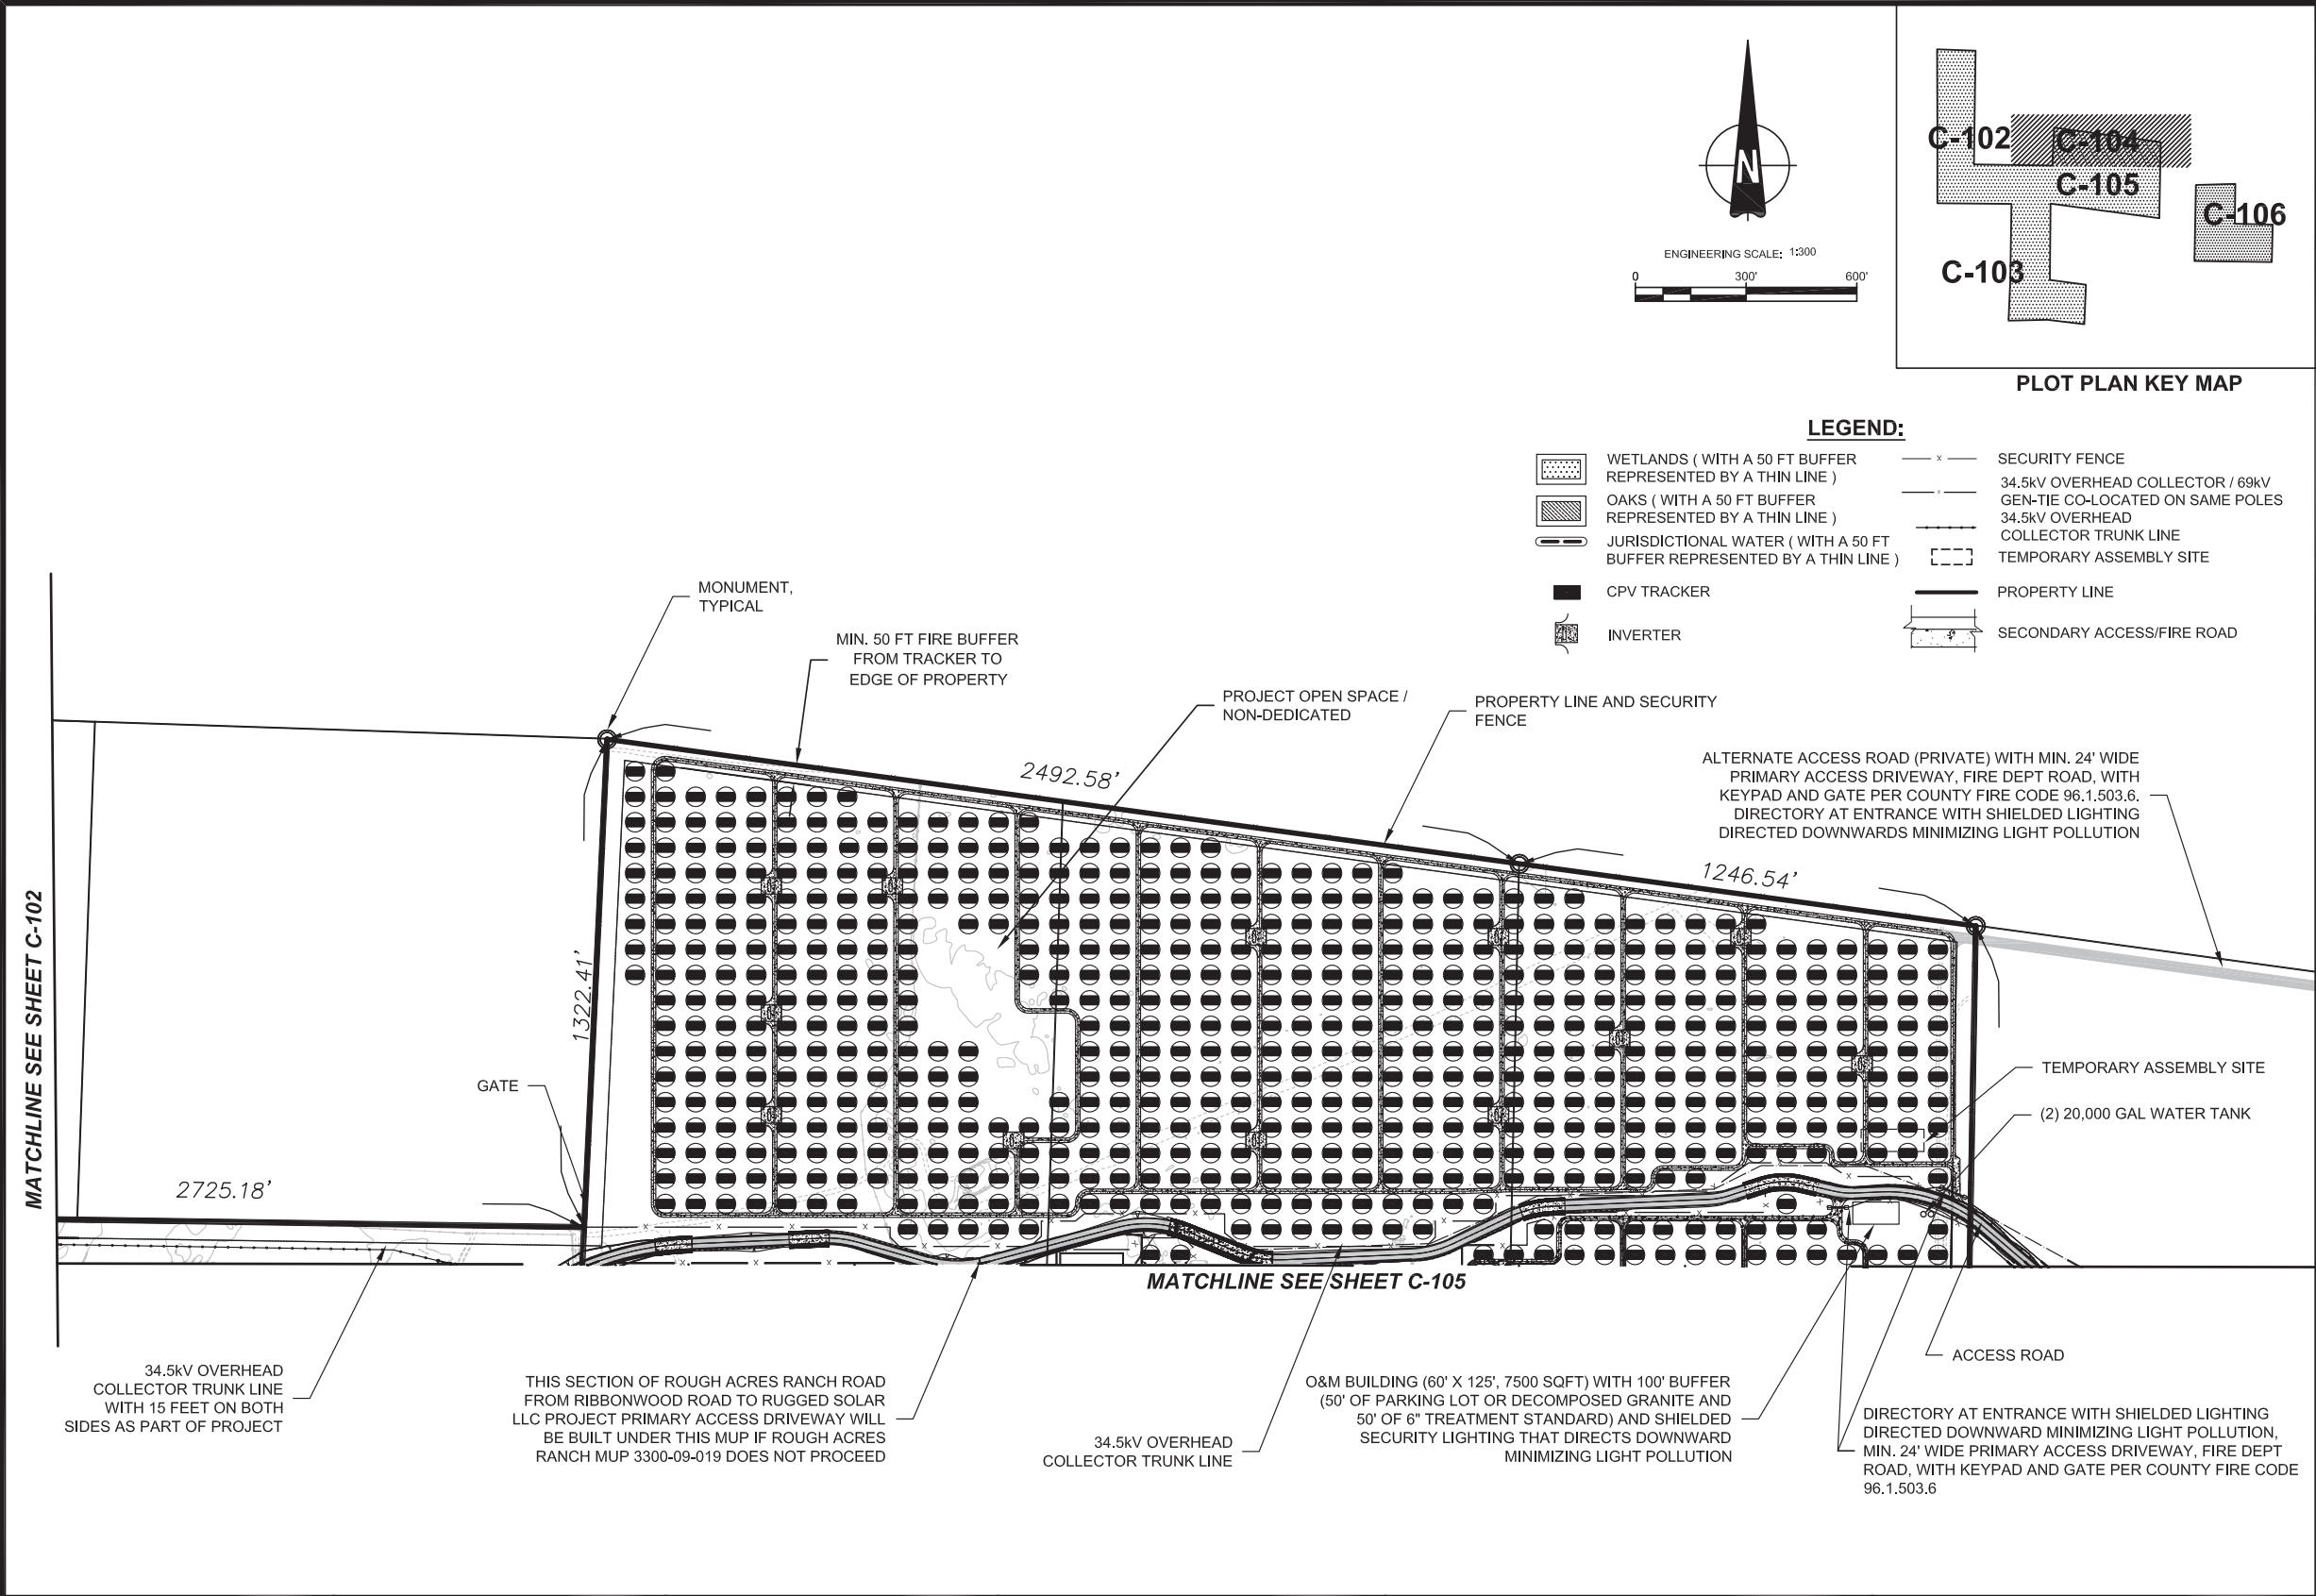 N
ENGINEERING SCALE: 1:300
0
300'
600'
C-102
C-104
C-105
C-106
C-103
PLOT PLAN KEY MAP
LEGEND:
WETLANDS ( WITH A 50 FT BUFFER
REPRESENTED BY A THIN LINE )
OAKS ( WITH A 50 FT BUFFER
REPRESENTED BY A THIN LINE )
JURISDICTIONAL WATER ( WITH A 50 FT
BUFFER REPRESENTED BY A THIN LINE )
CPV TRACKER
INVERTER
SECURITY FENCE
34.5kV OVERHEAD COLLECTOR / 69kV
GEN-TIE CO-LOCATED ON SAME POLES
34.5kV OVERHEAD
COLLECTOR TRUNK LINE
TEMPORARY ASSEMBLY SITE
PROPERTY LINE
SECONDARY ACCESS/FIRE ROAD
MONUMENT,
TYPICAL
MIN. 50 FT FIRE BUFFER
FROM TRACKER TO
EDGE OF PROPERTY
PROJECT OPEN SPACE /
NON-DEDICATED
PROPERTY LINE AND SECURITY
FENCE
ALTERNATE ACCESS ROAD (PRIVATE) WITH MIN. 24' WIDE
PRIMARY ACCESS DRIVEWAY, FIRE DEPT ROAD, WITH
KEYPAD AND GATE PER COUNTY FIRE CODE 96.1.503.6.
DIRECTORY AT ENTRANCE WITH SHIELDED LIGHTING
DIRECTED DOWNWARDS MINIMIZING LIGHT POLLUTION
2492.58'
1246.54'
1322.41'
MATCHLINE SEE SHEET C-102
GATE
2725.18'
TEMPORARY ASSEMBLY SITE
(2) 20,000 GAL WATER TANK
MATCHLINE SEE SHEET C-105
34.5kV OVERHEAD
COLLECTOR TRUNK LINE
WITH 15 FEET ON BOTH
SIDES AS PART OF PROJECT
THIS SECTION OF ROUGH ACRES RANCH ROAD
FROM RIBBONWOOD ROAD TO RUGGED SOLAR
LLC PROJECT PRIMARY ACCESS DRIVEWAY WILL
BE BUILT UNDER THIS MUP IF ROUGH ACRES
RANCH MUP 3300-09-019 DOES NOT PROCEED
34.5kV OVERHEAD
COLLECTOR TRUNK LINE
O&M BUILDING (60' X 125', 7500 SQFT) WITH 100' BUFFER
(50' OF PARKING LOT OR DECOMPOSED GRANITE AND
50' OF 6" TREATMENT STANDARD) AND SHIELDED
SECURITY LIGHTING THAT DIRECTS DOWNWARD
MINIMIZING LIGHT POLLUTION
ACCESS ROAD
DIRECTORY AT ENTRANCE WITH SHIELDED LIGHTING
DIRECTED DOWNWARD MINIMIZING LIGHT POLLUTION,
MIN. 24' WIDE PRIMARY ACCESS DRIVEWAY, FIRE DEPT
ROAD, WITH KEYPAD AND GATE PER COUNTY FIRE CODE
96.1.503.6